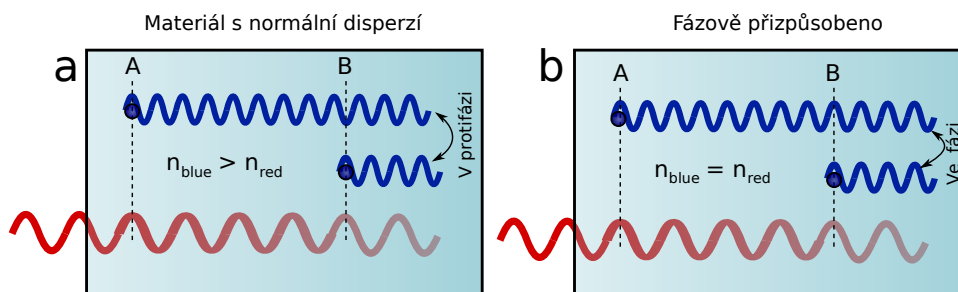 Materiál s normální disperzí
a
A
B
n_blue > n_red
V protifázi
Fázově přizpůsobeno
b
A
B
n_blue = n_red
Ve fázi